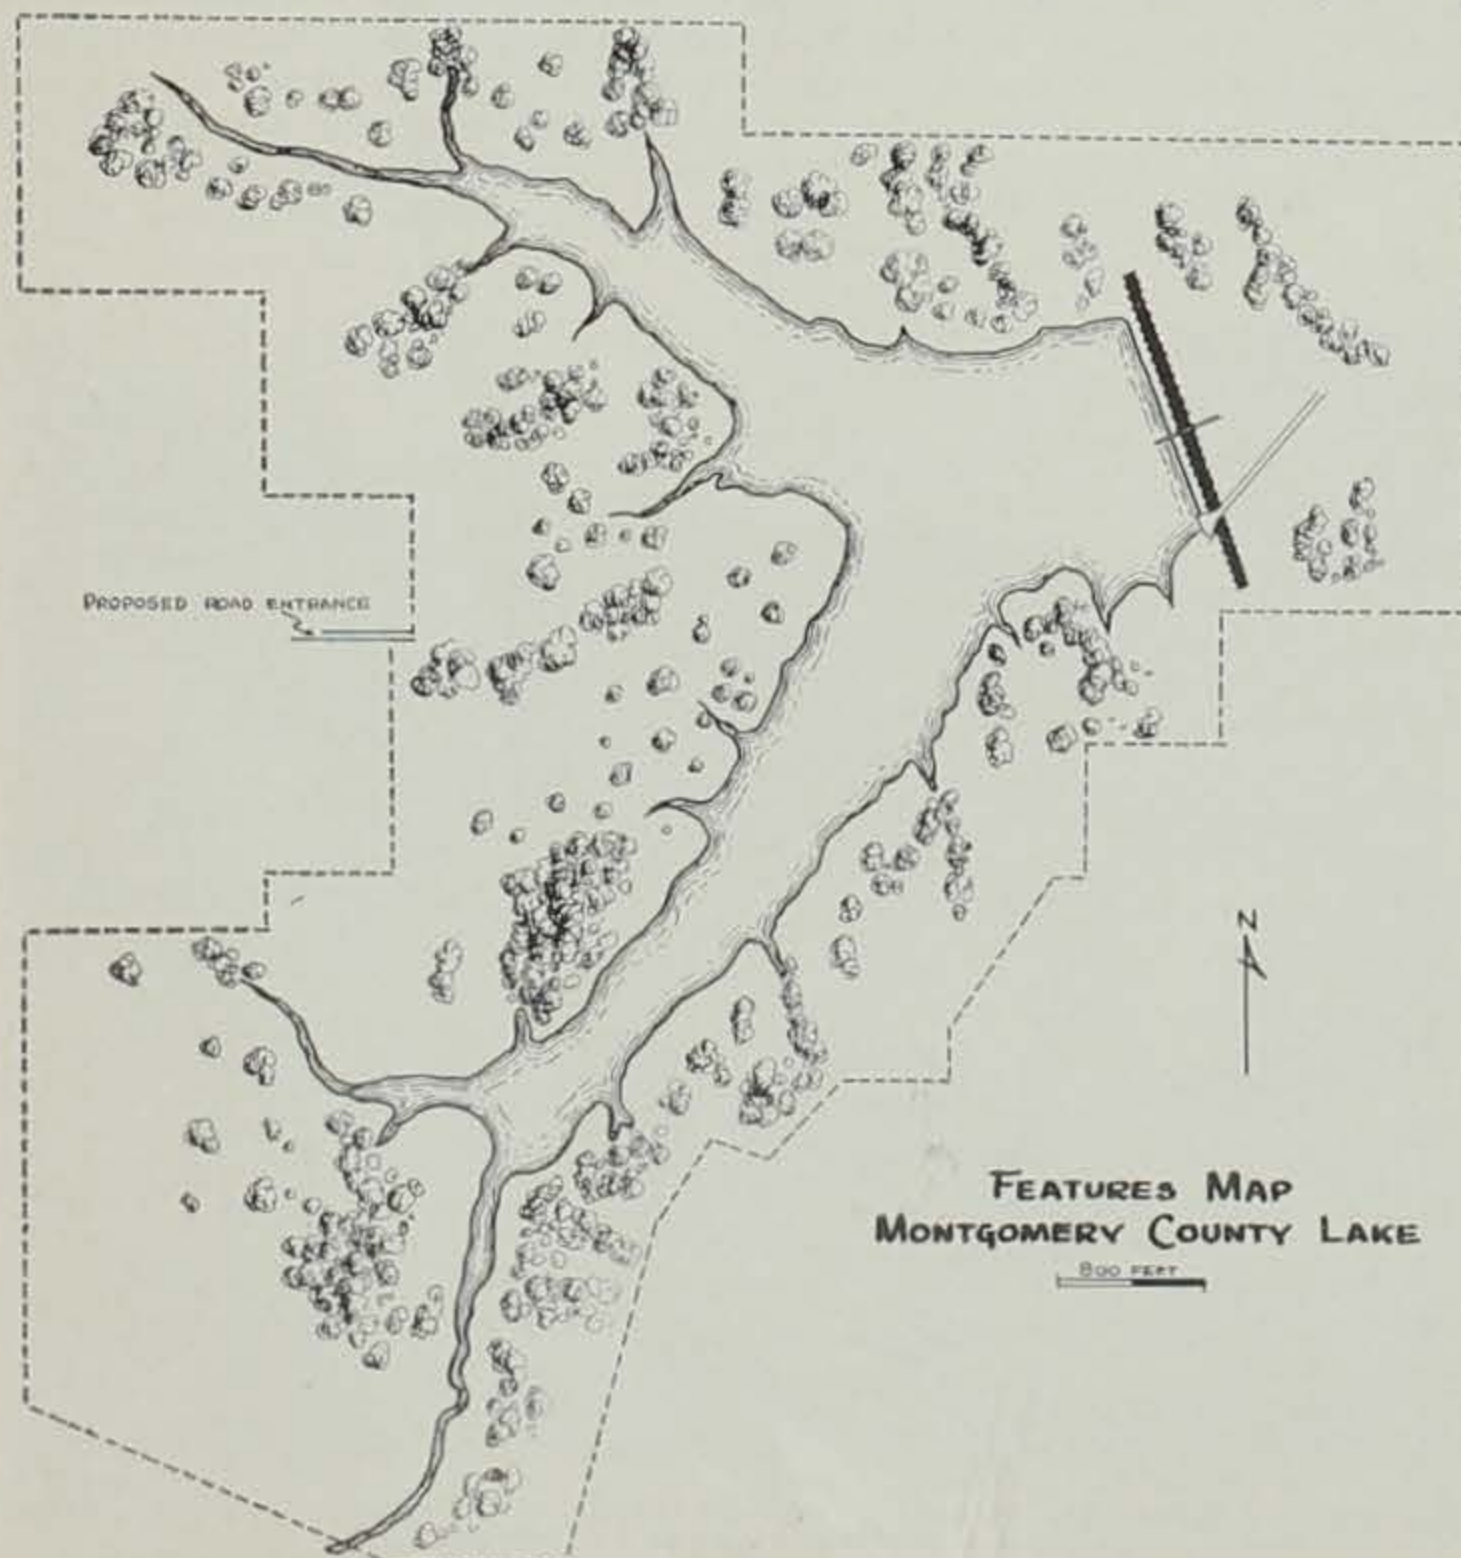 PROPOSED ROAD ENTRANCE
N
FEATURES MAP
MONTGOMERY COUNTY LAKE
800 FEET